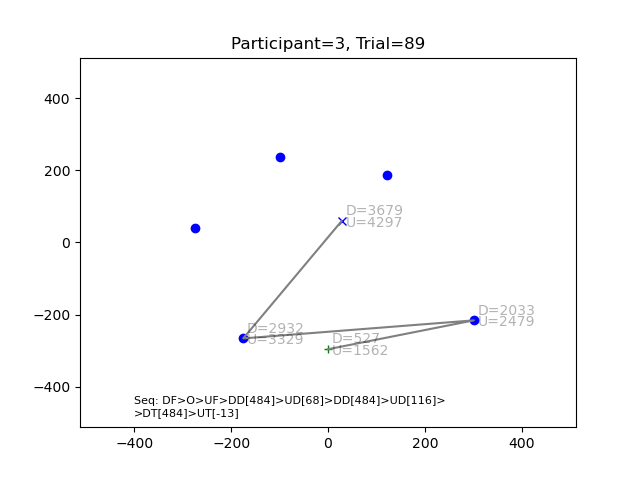 Participant=3, Trial=89
400
200
0
−200
−400
D=3679
U=4297
D=2033
U=2479
D=2932
U=3329
D=527
U=1562
Seq: DF>O>UF>DD[484]>UD[68]>DD[484]>UD[116]>
>DT[484]>UT[-13]
−400 −200 0 200 400